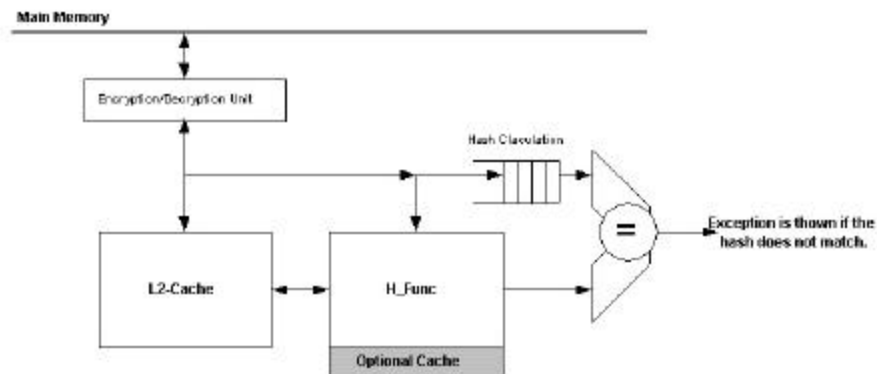 Main Memory
Encryption/Decryption Unit
Hash Claculation
Exception is thown if the
hash does not match.
=
L2-Cache
H_Func
Optional Cache